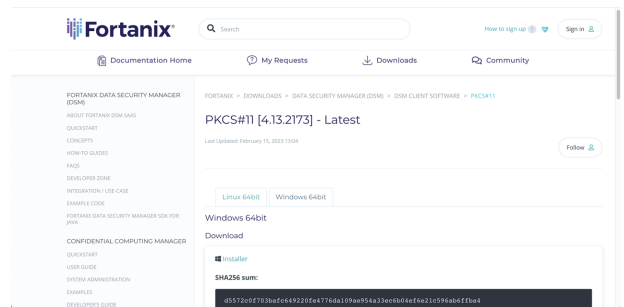 Fortanix®
Search
How to sign up
Sign in
Documentation Home
My Requests
Downloads
Community
FORTANIX DATA SECURITY MANAGER
(DSM)
ABOUT FORTANIX DSM SAAS
QUICKSTART
CONCEPTS
HOW-TO GUIDES
FAQS
DEVELOPER ZONE
INTEGRATION / USE-CASE
EXAMPLE CODE
FORTANIX DATA SECURITY MANAGER SDK FOR
JAVA
CONFIDENTIAL COMPUTING MANAGER
QUICKSTART
USER GUIDE
SYSTEM ADMINISTRATION
EXAMPLES
DEVELOPER'S GUIDE
FORTANIX > DOWNLOADS > DATA SECURITY MANAGER (DSM) > DSM CLIENT SOFTWARE > PKCS#11
PKCS#11 [4.13.2173] - Latest
Last Updated: February 15, 2023 13:04
Follow
Linux 64bit
Windows 64bit
Windows 64bit
Download
Installer
SHA256 sum:
d5572c0f703bafc649220fe4776da109ae954a33ec6b04ef6e21c596ab6ffba4